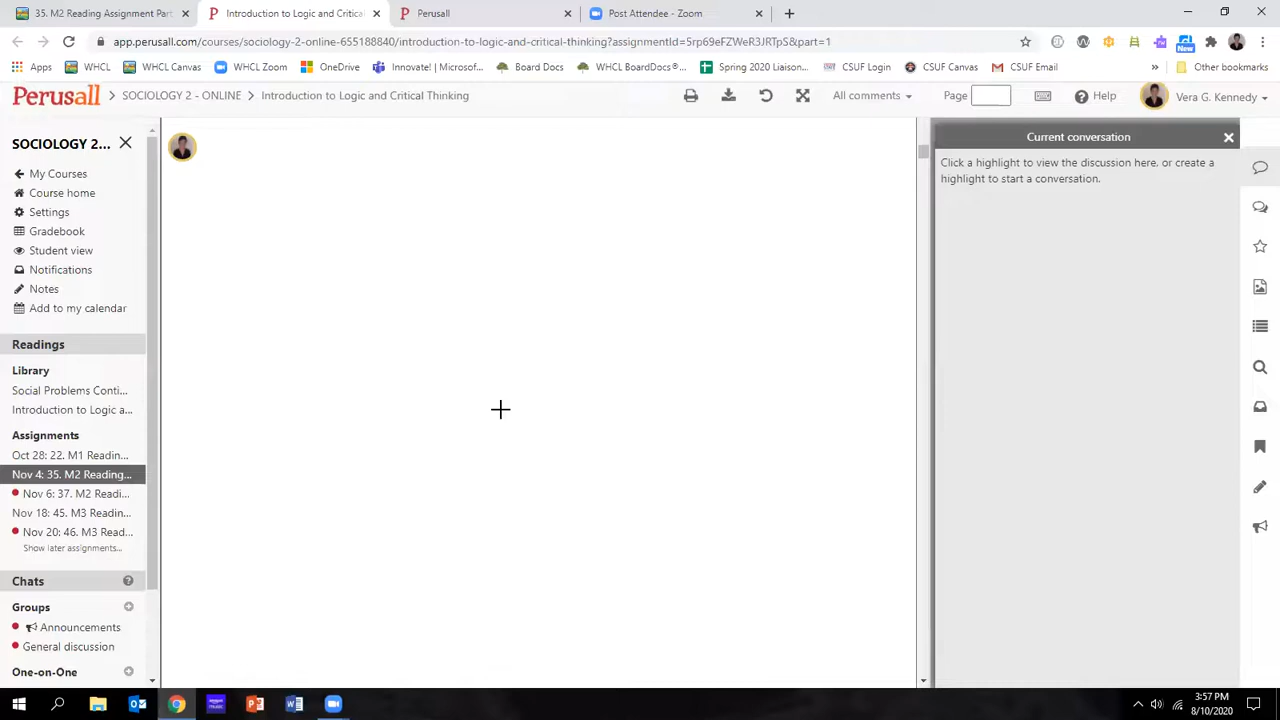 35. M2 Reading Assignment Part
Introduction to Logic and Critical
Perusall
Post Attendee - Zoom
app.perusall.com/courses/sociology-2-online-655188840/introduction-to-logic-and-critical-thinking?assignmentId=5rp69eFZWeR3JRTpS&part=1
Apps
WHCL
WHCL Canvas
WHCL Zoom
OneDrive
Innovate! | Microsof...
Board Docs
WHCL BoardDocs®...
Spring 2020 Liaison...
CSUF Login
CSUF Canvas
CSUF Email
»
Other bookmarks
New
Perusall
SOCIOLOGY 2 - ONLINE
Introduction to Logic and Critical Thinking
All comments
Page
Help
Vera G. Kennedy
SOCIOLOGY 2...
My Courses
Course home
Settings
Gradebook
Student view
Notifications
Notes
Add to my calendar
Readings
Library
Social Problems Conti...
Introduction to Logic a...
Assignments
Oct 28: 22. M1 Readin...
Nov 4: 35. M2 Reading...
Nov 6: 37. M2 Readi...
Nov 18: 45. M3 Readin...
Nov 20: 46. M3 Read...
Show later assignments...
Chats
Groups
Announcements
General discussion
One-on-One
Current conversation
Click a highlight to view the discussion here, or create a
highlight to start a conversation.
3:57 PM
8/10/2020